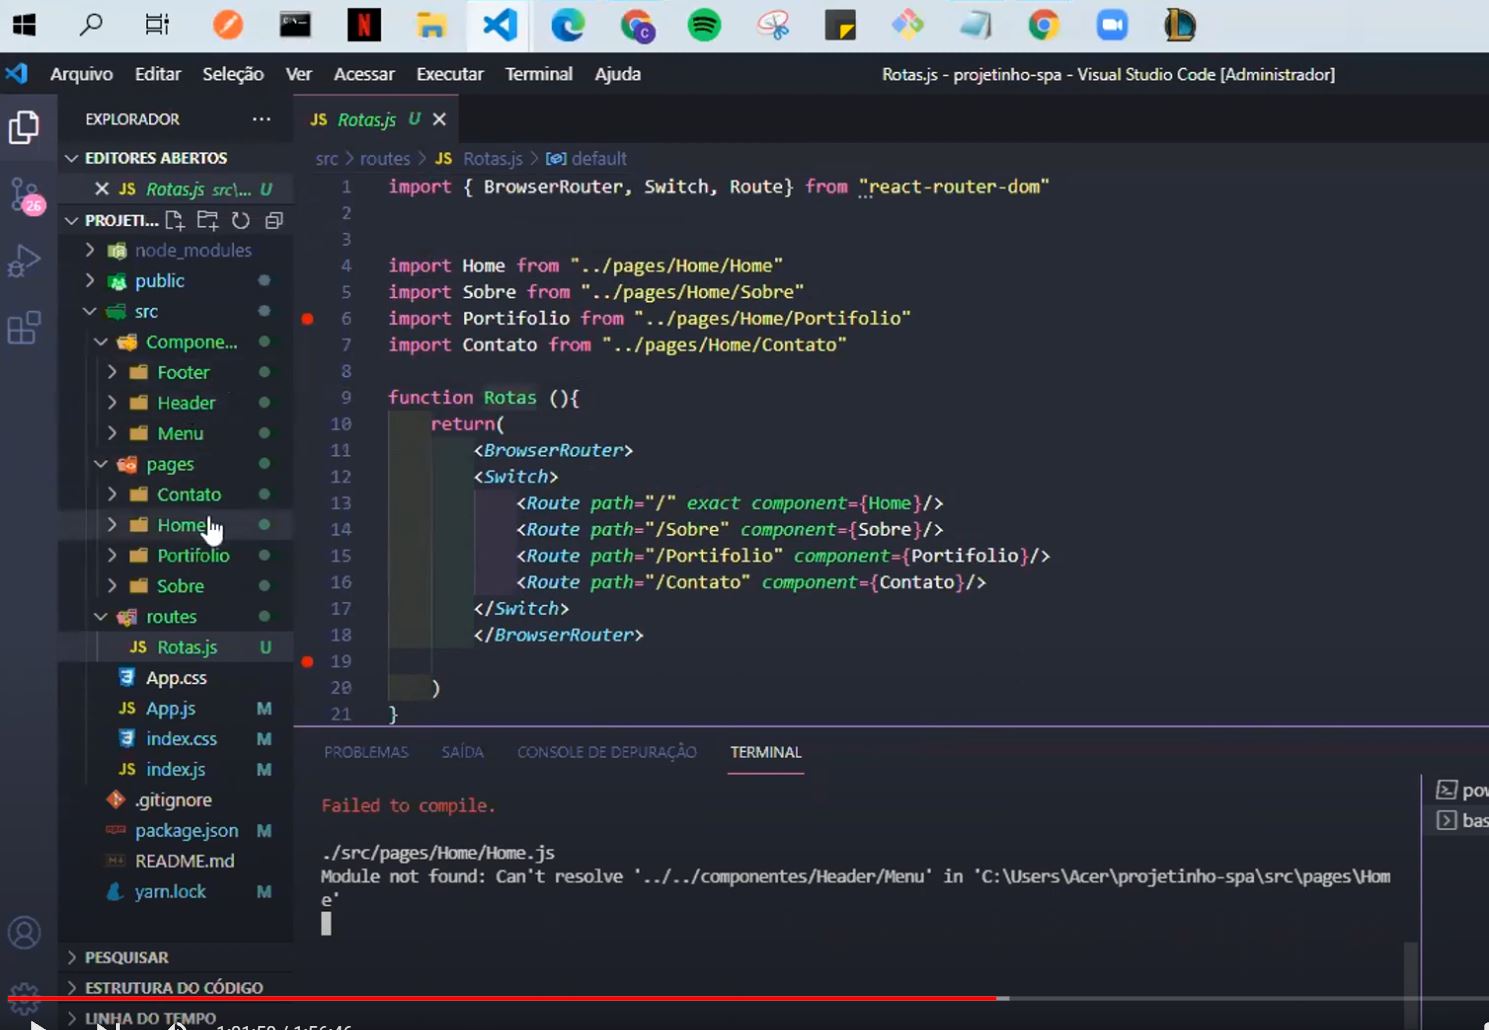 Arquivo Editar Seleção Ver Acessar Executar Terminal Ajuda Rotas.js - projetinho-spa - Visual Studio Code [Administrador]
EXPLORADOR ...
EDITORES ABERTOS
JS Rotas.js src\... U
PROJETI...
node_modules
public
src
Compone...
Footer
Header
Menu
pages
Contato
Home
Portifolio
Sobre
routes
JS Rotas.js U
App.css
JS App.js M
index.css M
JS index.js M
.gitignore
package.json M
README.md
yarn.lock M
PESQUISAR
ESTRUTURA DO CÓDIGO
LINHA DO TEMPO
26
JS Rotas.js U
src > routes > JS Rotas.js > default
1 import { BrowserRouter, Switch, Route} from "react-router-dom"
2
3
4 import Home from "../pages/Home/Home"
5 import Sobre from "../pages/Home/Sobre"
6 import Portifolio from "../pages/Home/Portifolio"
7 import Contato from "../pages/Home/Contato"
8
9 function Rotas (){
10 return(
11 <BrowserRouter>
12 <Switch>
13 <Route path="/" exact component={Home}/>
14 <Route path="/Sobre" component={Sobre}/>
15 <Route path="/Portifolio" component={Portifolio}/>
16 <Route path="/Contato" component={Contato}/>
17 </Switch>
18 </BrowserRouter>
19
20 )
21 }
PROBLEMAS SAÍDA CONSOLE DE DEPURAÇÃO TERMINAL
Failed to compile.
./src/pages/Home/Home.js
Module not found: Can't resolve '../../componentes/Header/Menu' in 'C:\Users\Acer\projetinho-spa\src\pages\Hom
e'
pow
bas